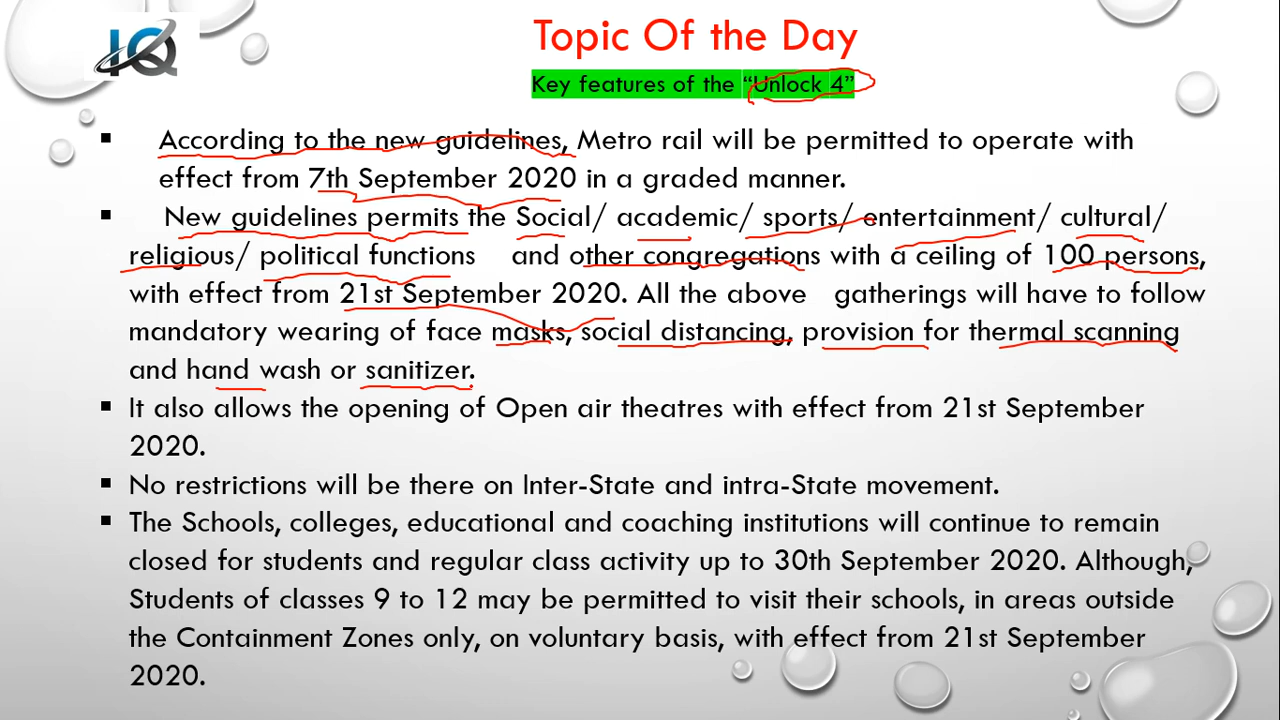 IQ
Topic Of the Day
Key features of the “Unlock 4”
▪ According to the new guidelines, Metro rail will be permitted to operate with
effect from 7th September 2020 in a graded manner.
▪ New guidelines permits the Social/ academic/ sports/ entertainment/ cultural/
religious/ political functions and other congregations with a ceiling of 100 persons,
with effect from 21st September 2020. All the above gatherings will have to follow
mandatory wearing of face masks, social distancing, provision for thermal scanning
and hand wash or sanitizer.
▪ It also allows the opening of Open air theatres with effect from 21st September
2020.
▪ No restrictions will be there on Inter-State and intra-State movement.
▪ The Schools, colleges, educational and coaching institutions will continue to remain
closed for students and regular class activity up to 30th September 2020. Although,
Students of classes 9 to 12 may be permitted to visit their schools, in areas outside
the Containment Zones only, on voluntary basis, with effect from 21st September
2020.